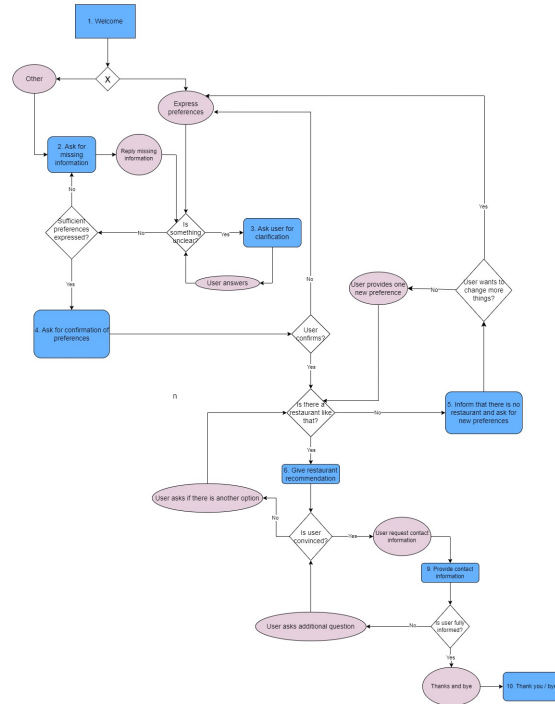 1. Welcome
X
Other
Express
preferences
2. Ask for
missing
information
Reply missing
information
No
Sufficient
preferences
expressed?
No
Is
something
unclear?
Yes
3. Ask user for
clarification
User answers
Yes
4. Ask for confirmation of
preferences
No
User
confirms?
Yes
User provides one
new preference
No
User wants to
change more
things?
Yes
n
Is there a
restaurant like
that?
No
5. Inform that there is no
restaurant and ask for
new preferences
Yes
6. Give restaurant
recommendation
User asks if there is another option
No
Is user
convinced?
Yes
User request contact
information
9. Provide contact
information
User asks additional question
No
Is user fully
informed?
Yes
Thanks and bye
10. Thank you / bye